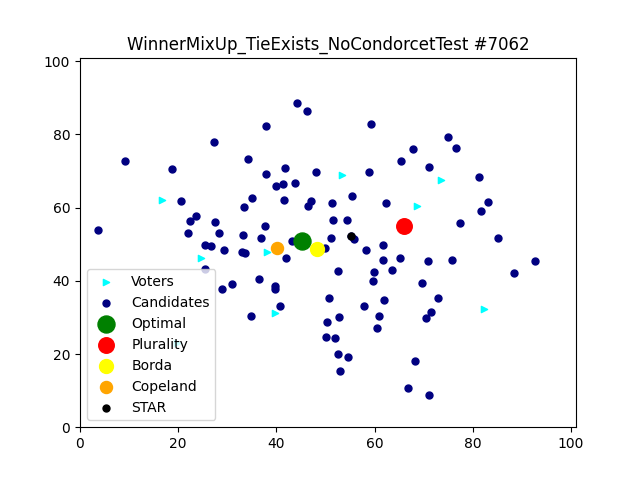 WinnerMixUp_TieExists_NoCondorcetTest #7062
100
80
60
40
20
0
Voters
Candidates
Optimal
Plurality
Borda
Copeland
STAR
0 20 40 60 80 100